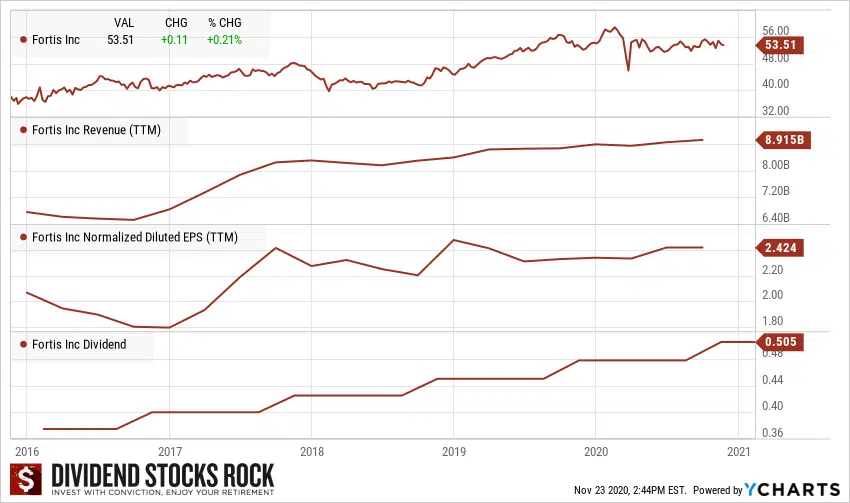 VAL CHG % CHG
Fortis Inc 53.51 +0.11 +0.21%
56.00
53.51
48.00
40.00
32.00
Fortis Inc Revenue (TTM)
8.915B
8.00B
7.20B
6.40B
Fortis Inc Normalized Diluted EPS (TTM)
2.424
2.20
2.00
1.80
Fortis Inc Dividend
0.505
0.48
0.44
0.40
0.36
2016 2017 2018 2019 2020 2021
$ DIVIDEND STOCKS ROCK
INVEST WITH CONVICTION, ENJOY YOUR RETIREMENT
Nov 23 2020, 2:44PM EST. Powered by YCHARTS